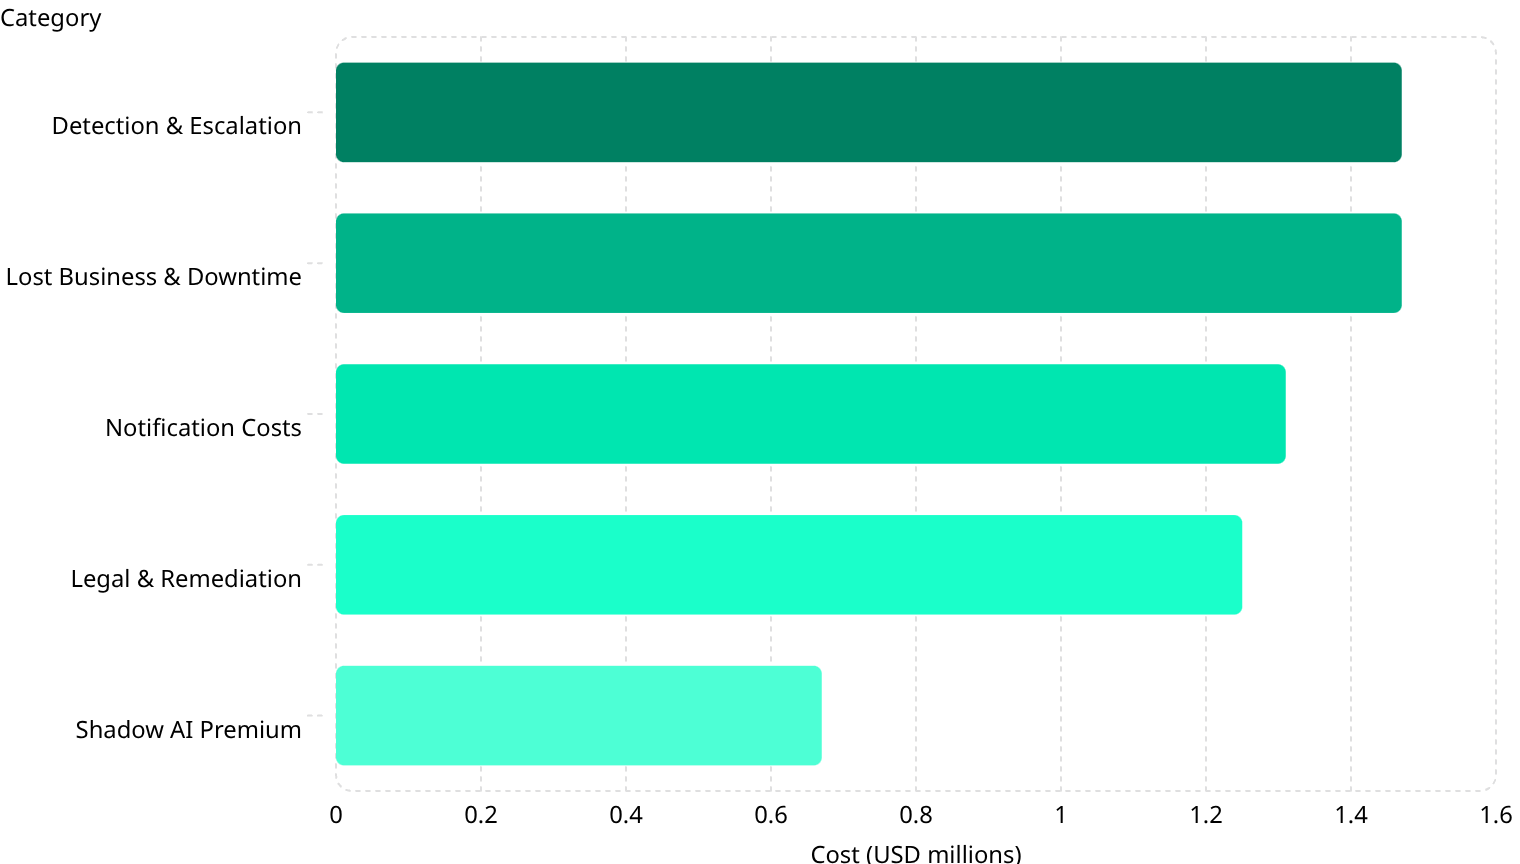 Category
Detection & Escalation
Lost Business & Downtime
Notification Costs
Legal & Remediation
Shadow AI Premium
0 0.2 0.4 0.6 0.8 1 1.2 1.4 1.6
Cost (USD millions)